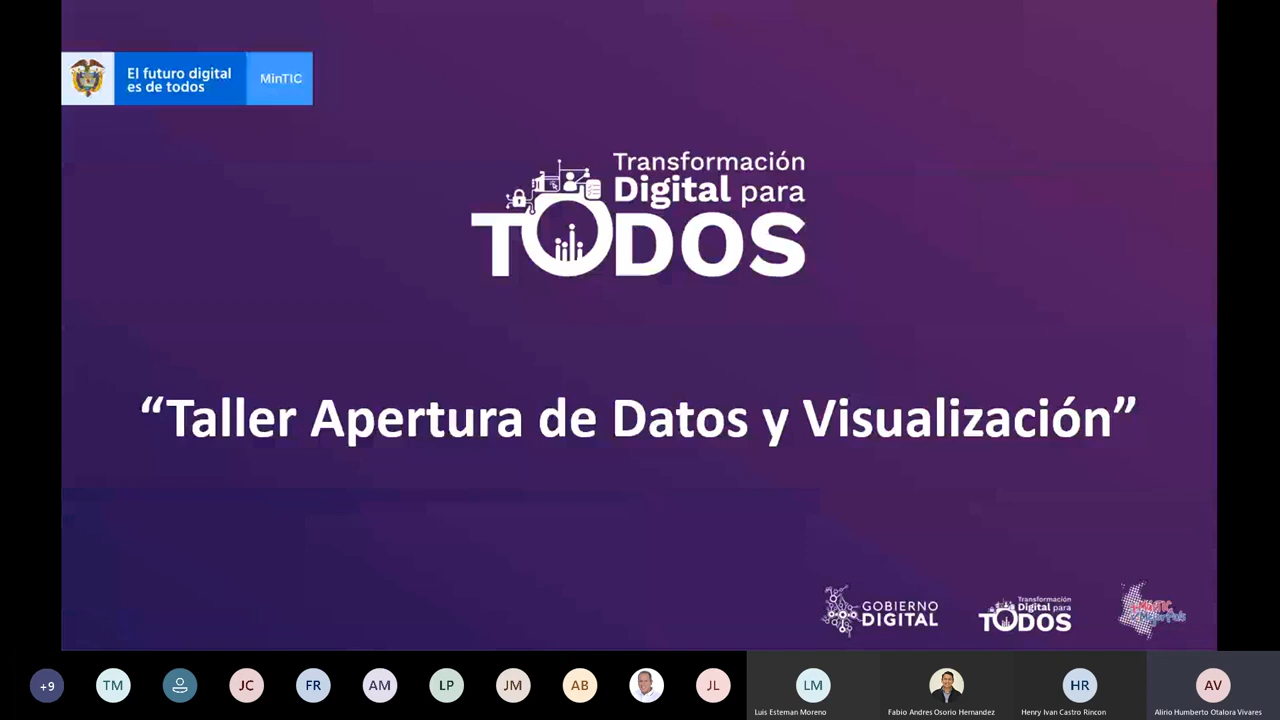 El futuro digital
es de todos
MinTIC
Transformación
Digital para
TODOS
“Taller Apertura de Datos y Visualización”
GOBIERNO
DIGITAL
Transformación
Digital para
TODOS
+9
TM
JC
FR
AM
LP
JM
AB
JL
LM
HR
AV
Luis Esteman Moreno
Fabio Andres Osorio Hernandez
Henry Ivan Castro Rincon
Alirio Humberto Otalora Vivares